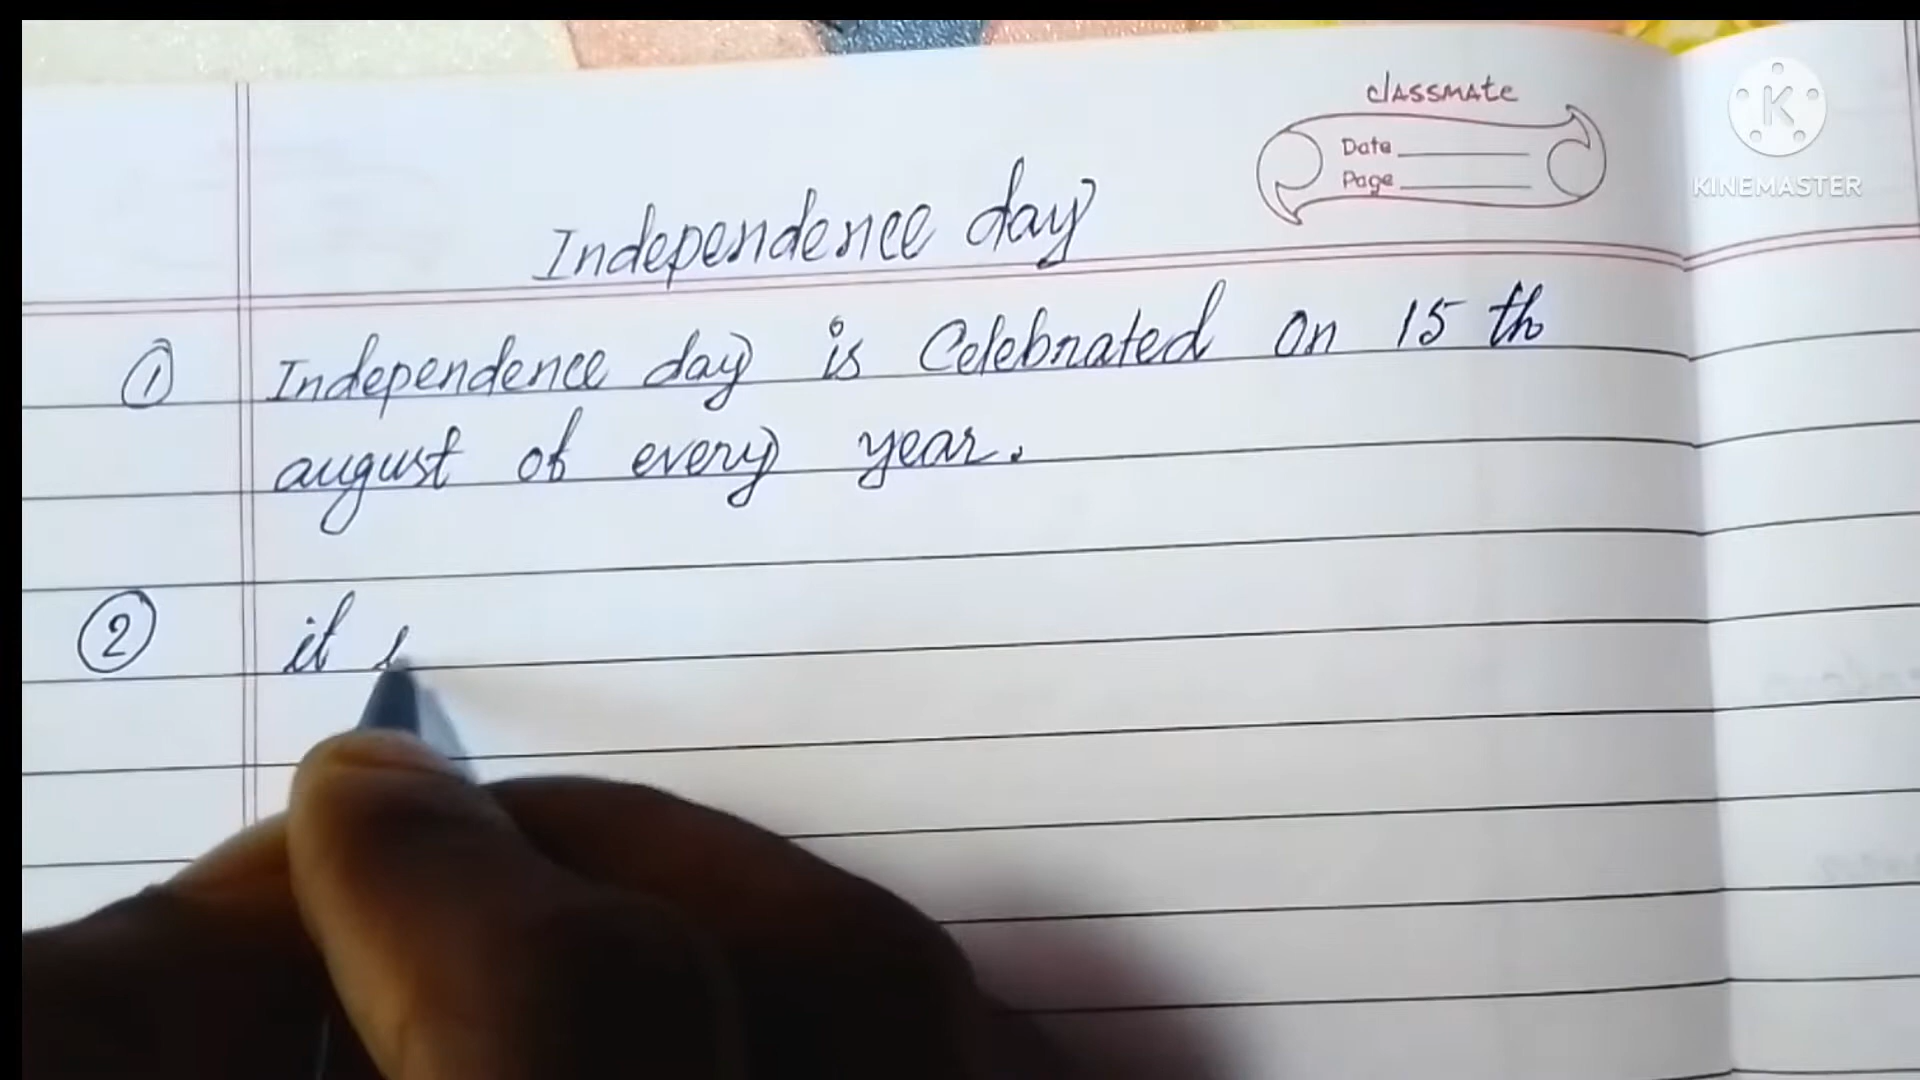 classmate
Date
Page
KINEMASTER
Independence day
① Independence day is Celebrated on 15 th
august of every year.
② it